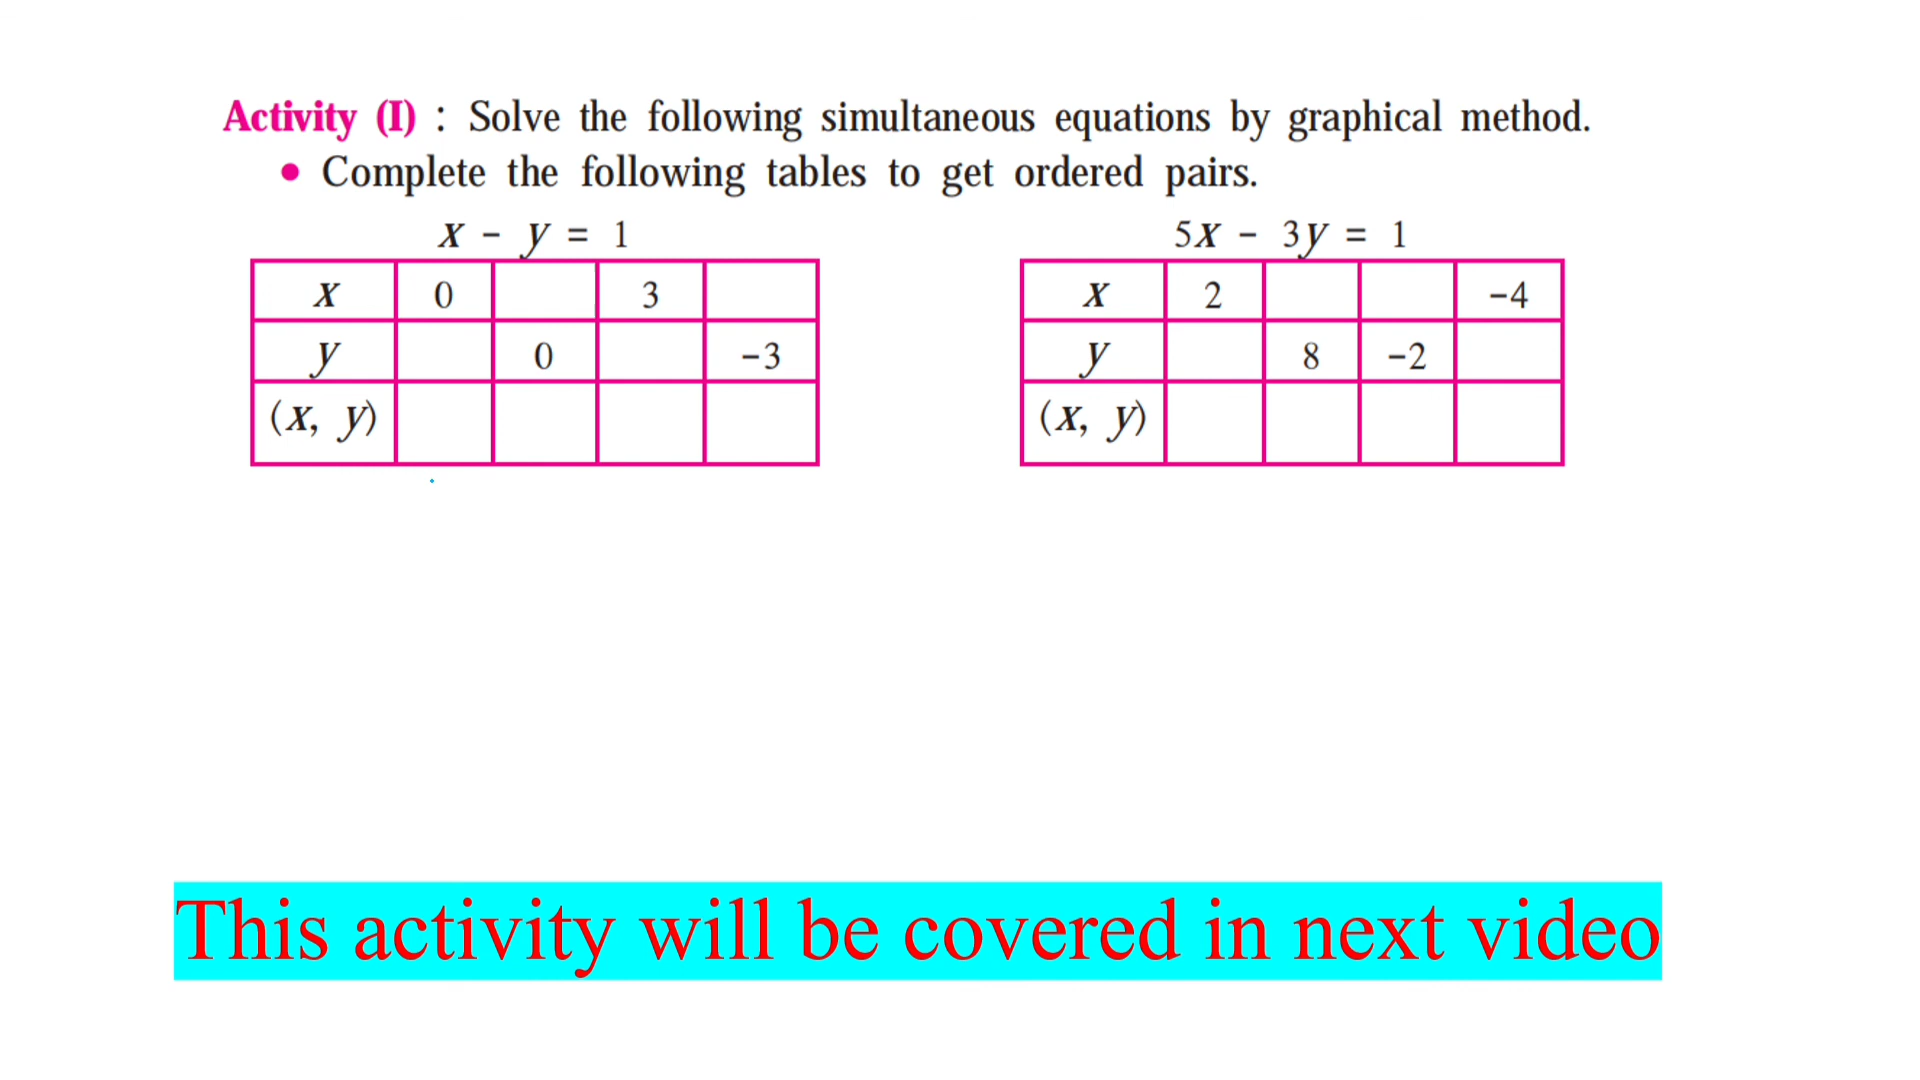 Activity (I) : Solve the following simultaneous equations by graphical method.
• Complete the following tables to get ordered pairs.
x - y = 1
x 0 3
y 0 -3
(x, y)
5x - 3y = 1
x 2 -4
y 8 -2
(x, y)
This activity will be covered in next video